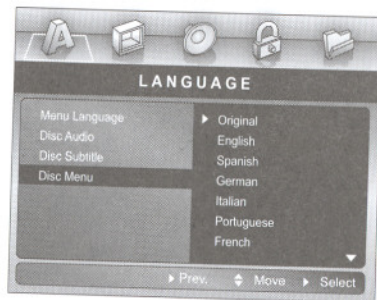 A
LANGUAGE
Menu Language
Disc Audio
Disc Subtitle
Disc Menu
Original
English
Spanish
German
Italian
Portuguese
French
Prev. Move Select